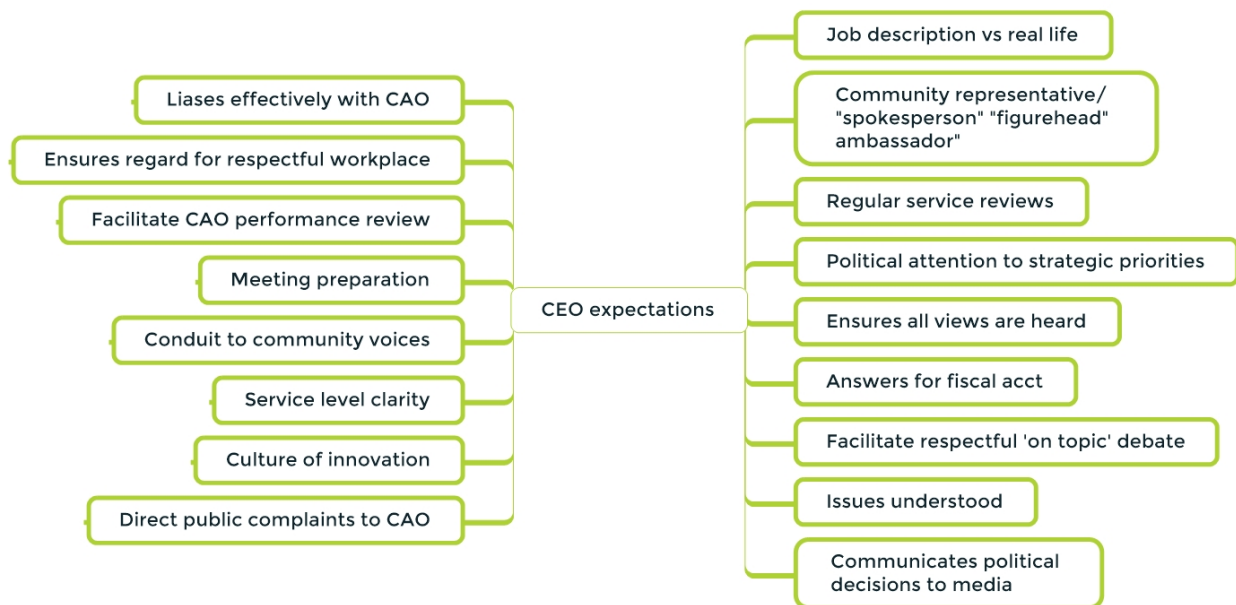 Liases effectively with CAO
Ensures regard for respectful workplace
Facilitate CAO performance review
Meeting preparation
Conduit to community voices
Service level clarity
Culture of innovation
Direct public complaints to CAO
CEO expectations
Job description vs real life
Community representative/
"spokesperson" "figurehead"
ambassador"
Regular service reviews
Political attention to strategic priorities
Ensures all views are heard
Answers for fiscal acct
Facilitate respectful 'on topic' debate
Issues understood
Communicates political
decisions to media